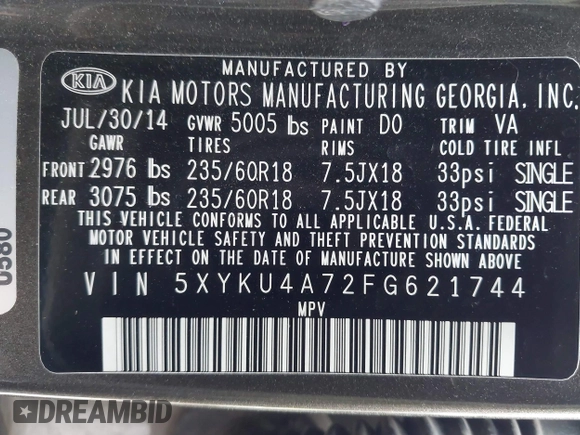 MANUFACTURED BY
KIA KIA MOTORS MANUFACTURING GEORGIA, INC.
JUL/30/14 GVWR 5005 lbs PAINT D0 TRIM VA
GAWR TIRES RIMS COLD TIRE INFL
FRONT 2976 lbs 235/60R18 7.5JX18 33psi SINGLE
REAR 3075 lbs 235/60R18 7.5JX18 33psi SINGLE
THIS VEHICLE CONFORMS TO ALL APPLICABLE U.S.A. FEDERAL
MOTOR VEHICLE SAFETY AND THEFT PREVENTION STANDARDS
IN EFFECT ON THE DATE OF MANUFACTURE SHOWN ABOVE.
VIN 5XYKU4A72FG621744
MPV
0580
DREAMBID